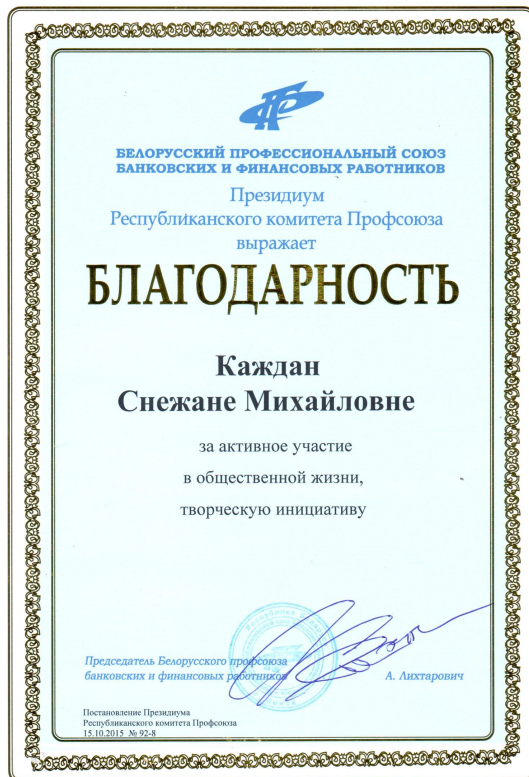 БЕЛОРУССКИЙ ПРОФЕССИОНАЛЬНЫЙ СОЮЗ
БАНКОВСКИХ И ФИНАНСОВЫХ РАБОТНИКОВ
Президиум
Республиканского комитета Профсоюза
выражает
БЛАГОДАРНОСТЬ
Каждан
Снежане Михайловне
за активное участие
в общественной жизни,
творческую инициативу
Председатель Белорусского профсоюза
банковских и финансовых работников
А. Лихтарович
Постановление Президиума
Республиканского комитета Профсоюза
15.10.2015 № 92-8